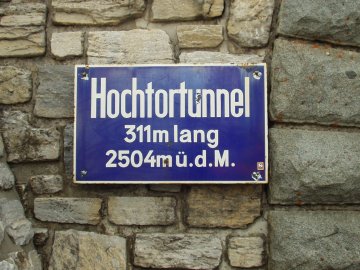 Hochtortunnel
311m lang
2504m ü.d.M.